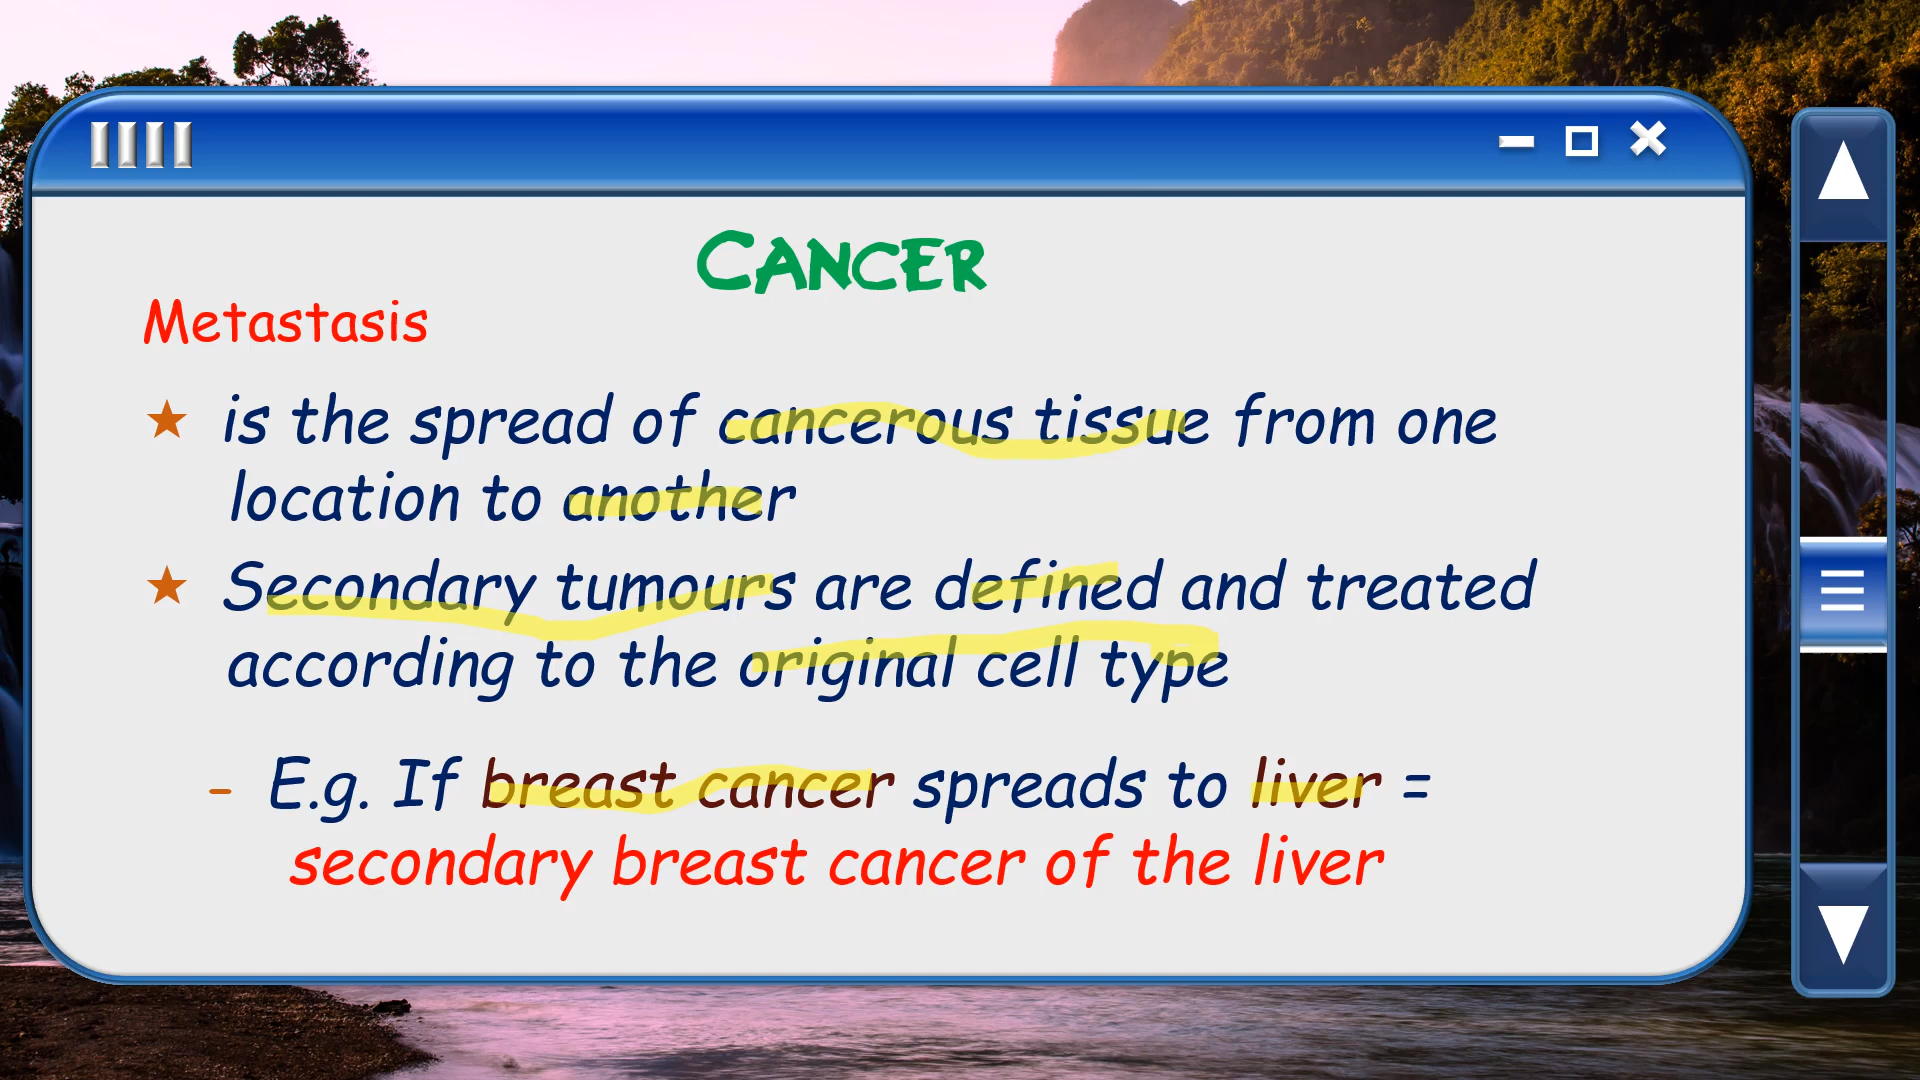 CANCER
Metastasis
★ is the spread of cancerous tissue from one
location to another
★ Secondary tumours are defined and treated
according to the original cell type
- E.g. If breast cancer spreads to liver =
secondary breast cancer of the liver